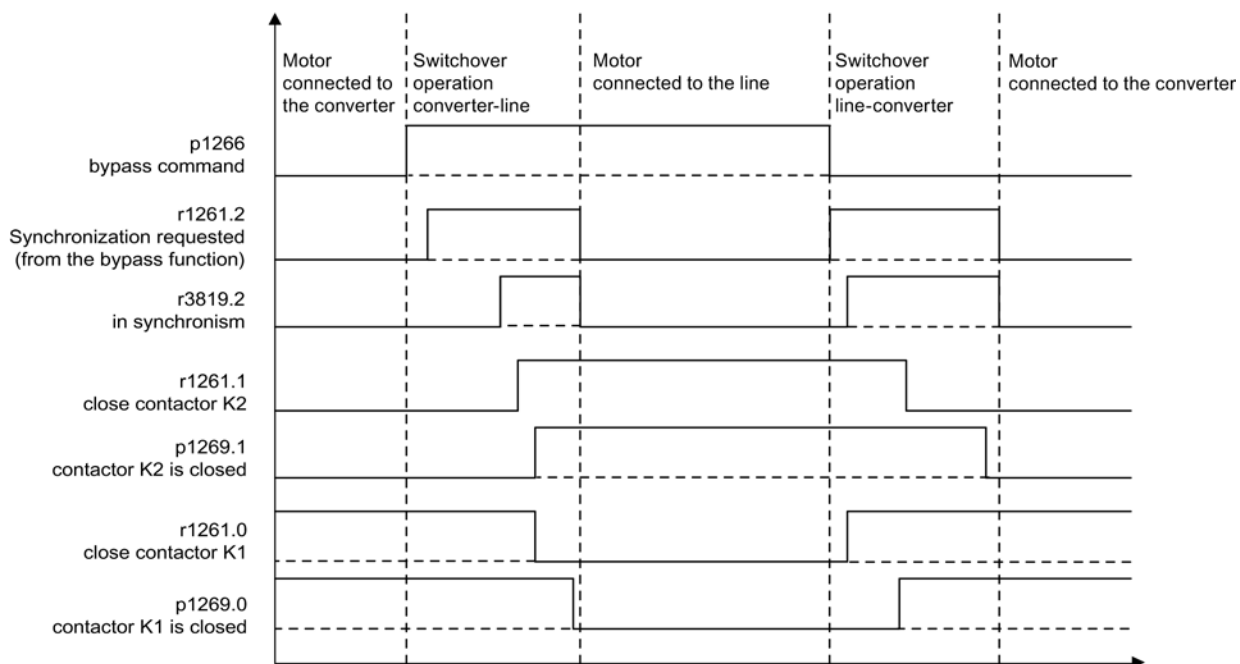 Motor
connected to
the converter
Switchover
operation
converter-line
Motor
connected to the line
Switchover
operation
line-converter
Motor
connected to the converter
p1266
bypass command
r1261.2
Synchronization requested
(from the bypass function)
r3819.2
in synchronism
r1261.1
close contactor K2
p1269.1
contactor K2 is closed
r1261.0
close contactor K1
p1269.0
contactor K1 is closed